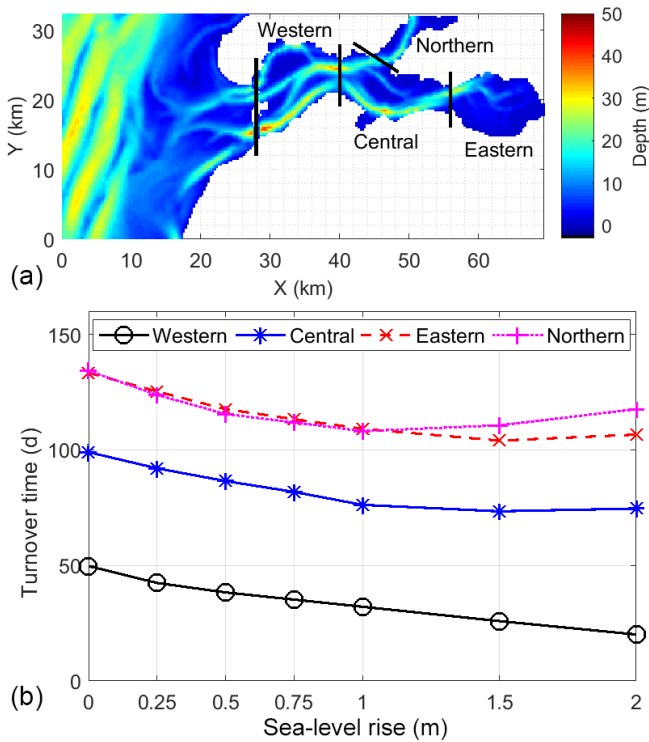 Western
Northern
Central
Eastern
30
20
10
0
Y (km)
0
10
20
30
40
50
60
X (km)
50
40
30
20
10
0
Depth (m)
(a)
Western Central Eastern Northern
150
100
50
0
Turnover time (d)
0 0.25 0.5 0.75 1 1.5 2
Sea-level rise (m)
(b)